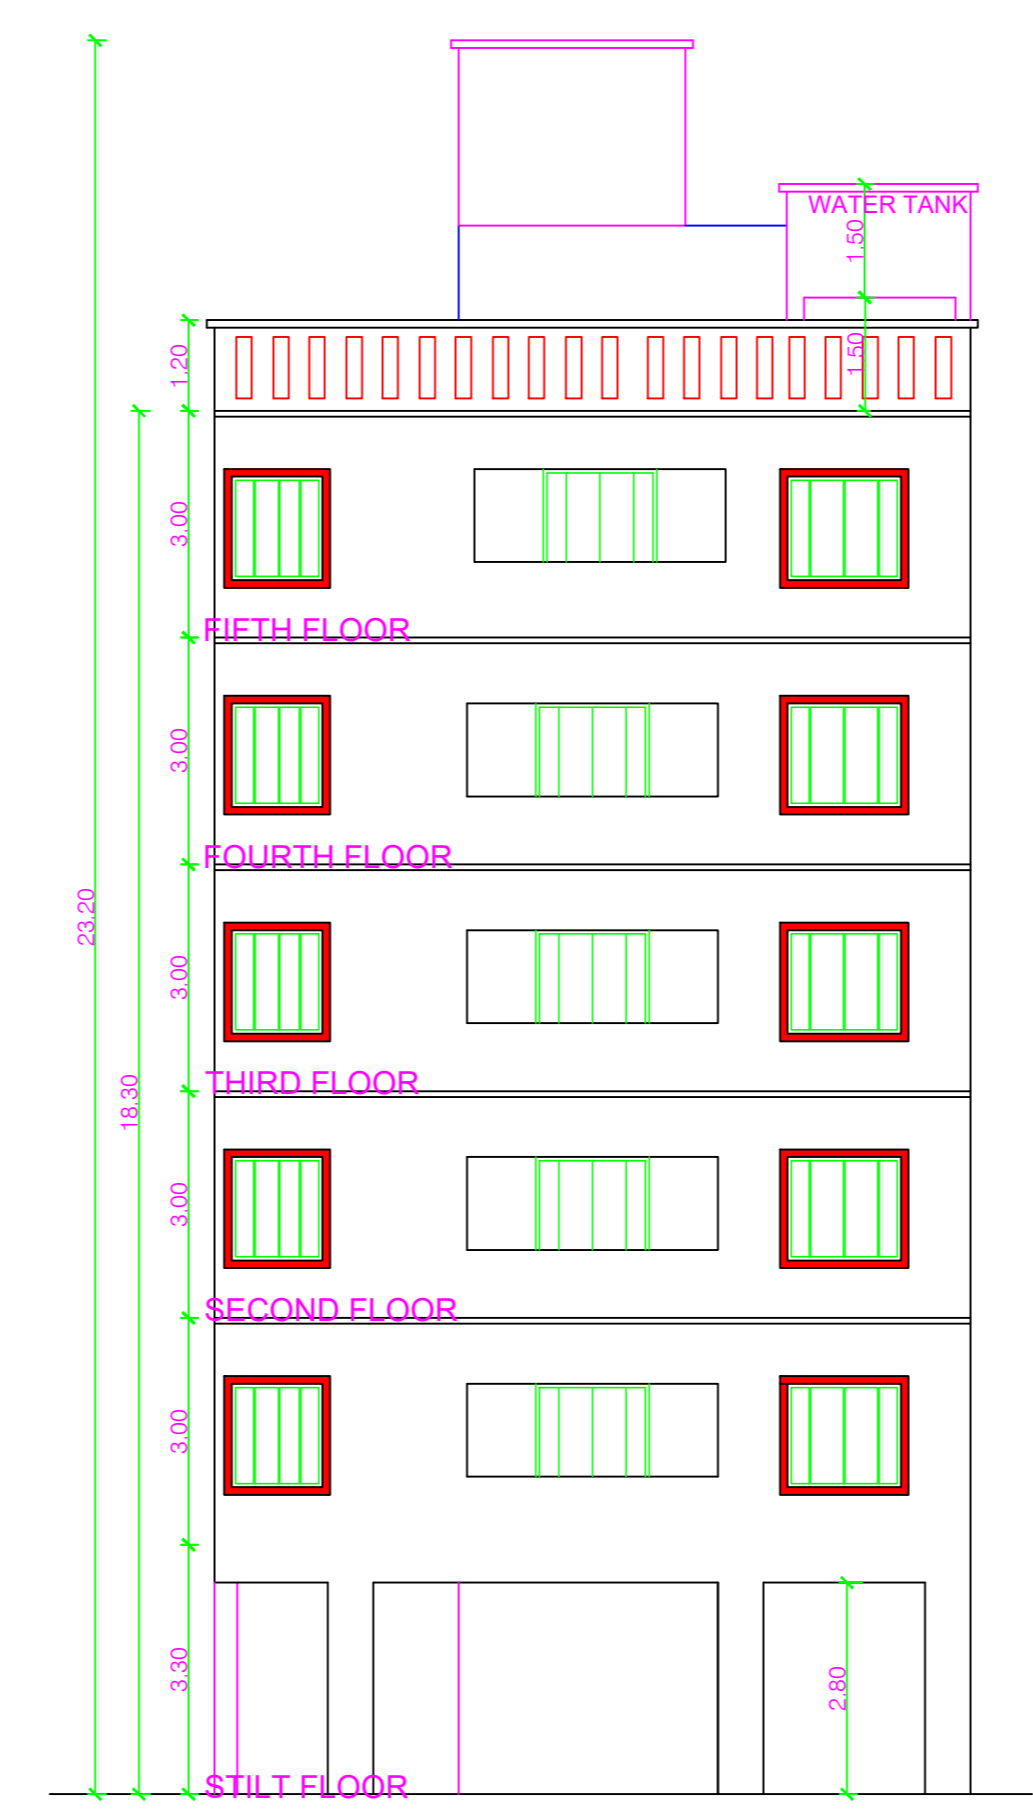 WATER TANK
1.50
1.20
1.50
3.00
FIFTH FLOOR
3.00
FOURTH FLOOR
23.20
3.00
THIRD FLOOR
18.30
3.00
SECOND FLOOR
3.00
3.30
2.80
STILT FLOOR